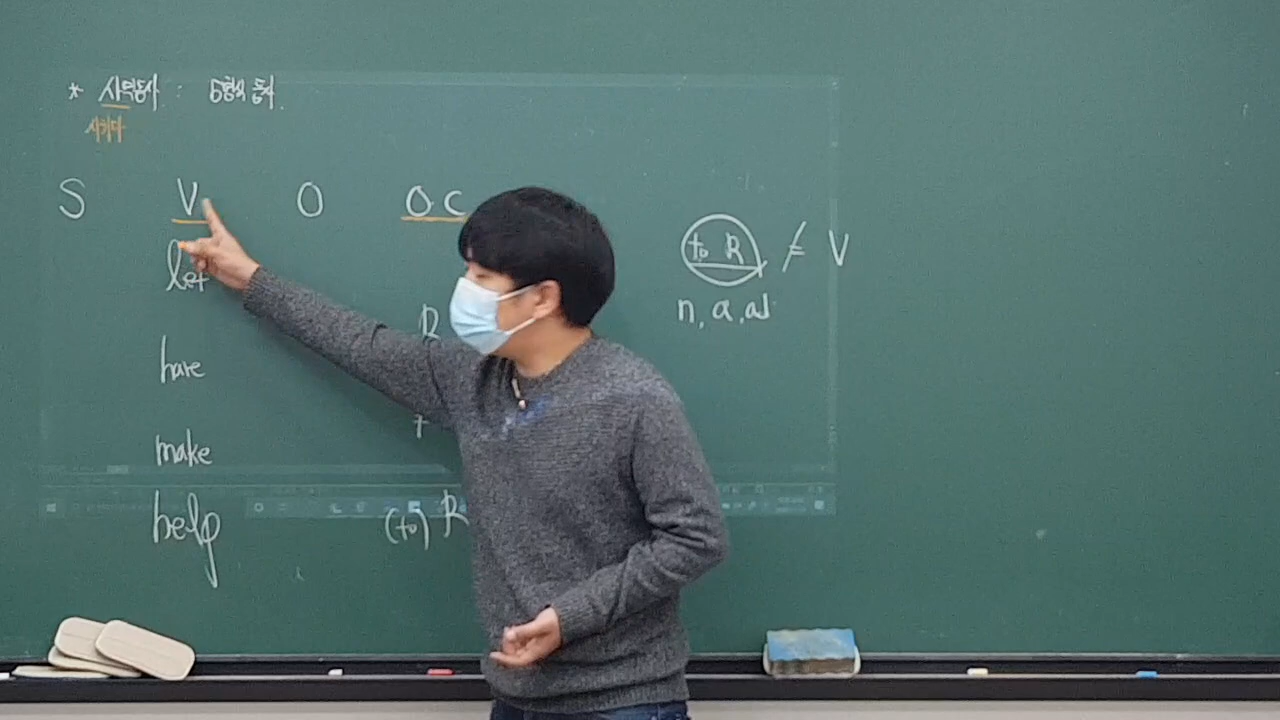 * 사역동사 : 5형식 동사.
시키다
S V O O C
let
R
to R ≠ V
n, a, ad
have
make
help (to) R